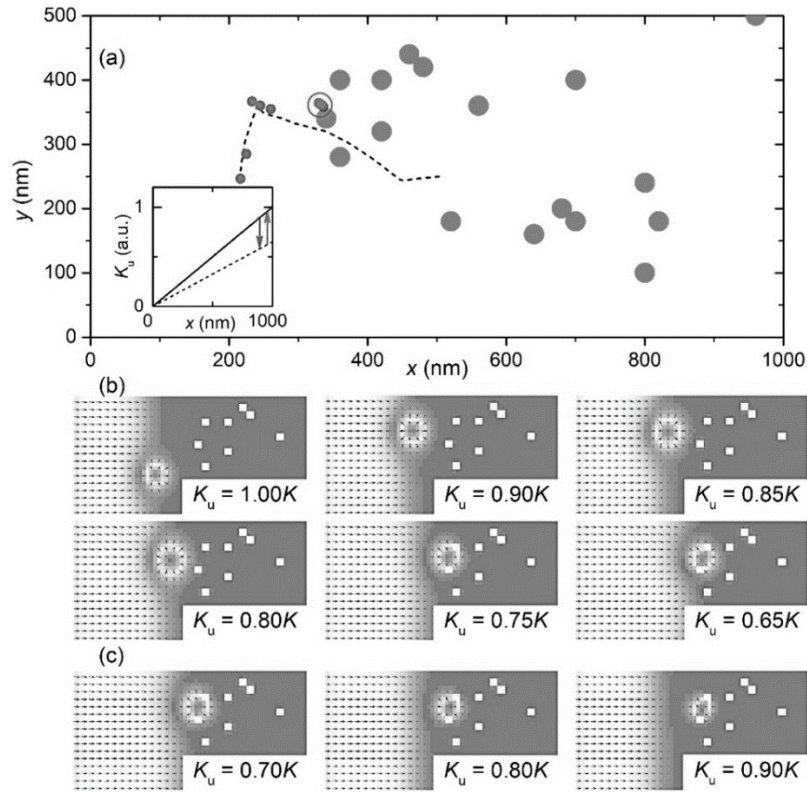 500
(a)
400
300
y (nm)
200
1
Kᵤ (a.u.)
100
0
0 x (nm) 1000
0
0 200 400 600 800 1000
x (nm)
(b)
Kᵤ = 1.00K Kᵤ = 0.90K Kᵤ = 0.85K
Kᵤ = 0.80K Kᵤ = 0.75K Kᵤ = 0.65K
(c)
Kᵤ = 0.70K Kᵤ = 0.80K Kᵤ = 0.90K